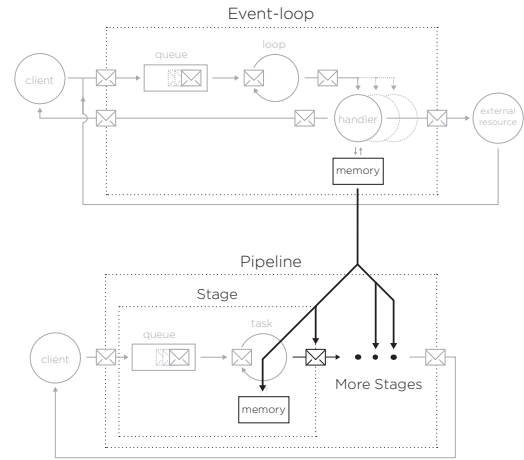 Event-loop
queue
loop
client
handler
external
resource
memory
Pipeline
Stage
queue
task
client
memory
More Stages